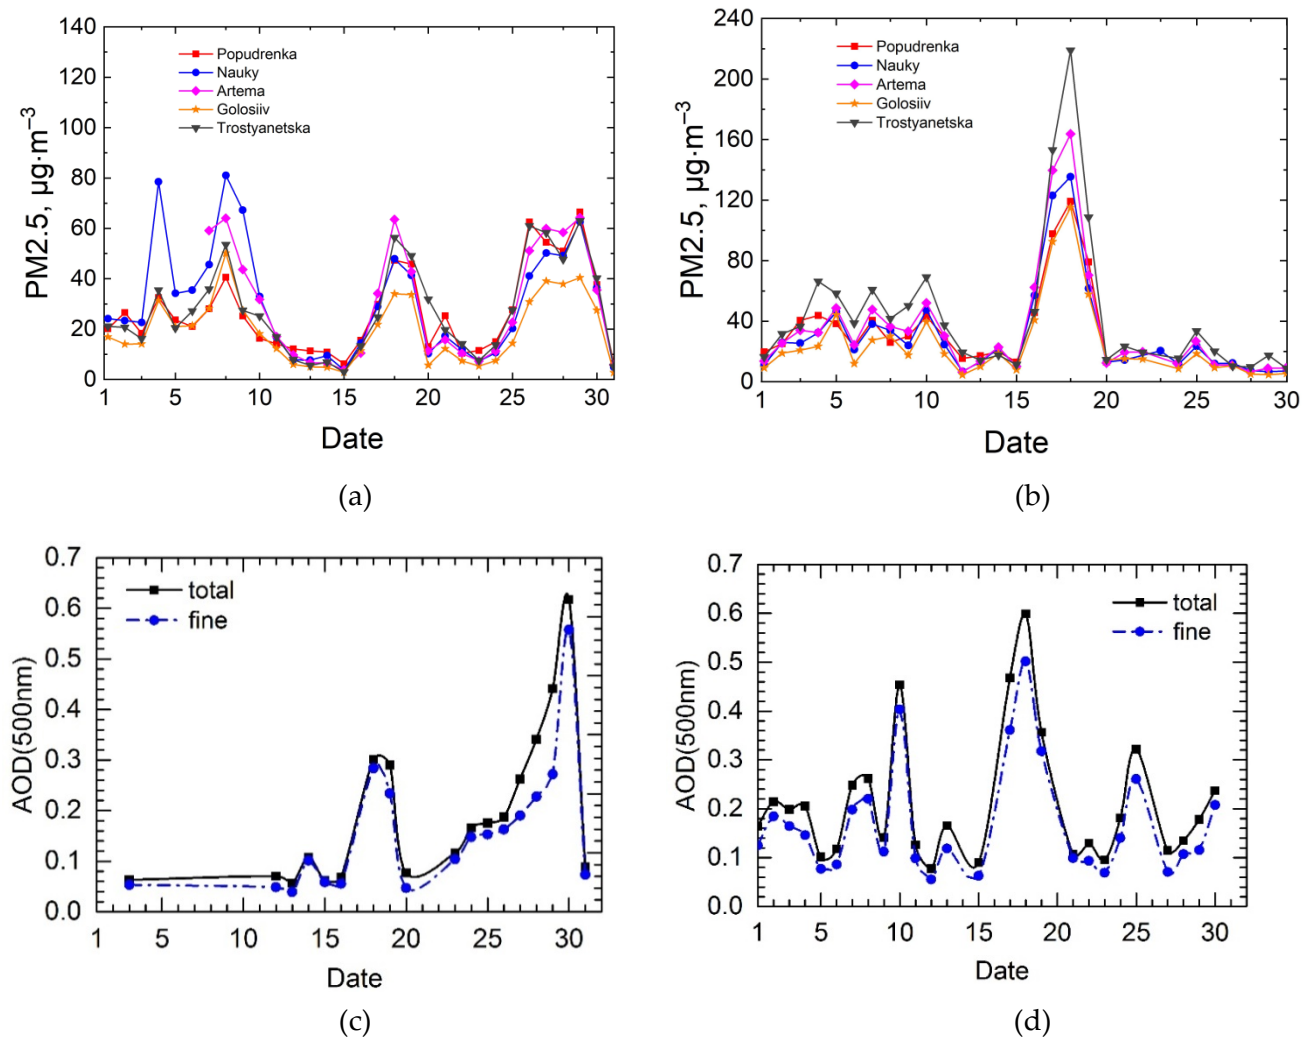 PM2.5, µg·m⁻³
140
120
100
80
60
40
20
0
Popudrenka
Nauky
Artema
Golosiiv
Trostyanetska
1 5 10 15 20 25 30
Date
(a)
PM2.5, µg·m⁻³
240
200
160
120
80
40
0
Popudrenka
Nauky
Artema
Golosiiv
Trostyanetska
1 5 10 15 20 25 30
Date
(b)
AOD(500nm)
0.7
0.6
0.5
0.4
0.3
0.2
0.1
0.0
total
fine
1 5 10 15 20 25 30
Date
(c)
AOD(500nm)
0.7
0.6
0.5
0.4
0.3
0.2
0.1
0.0
total
fine
1 5 10 15 20 25 30
Date
(d)